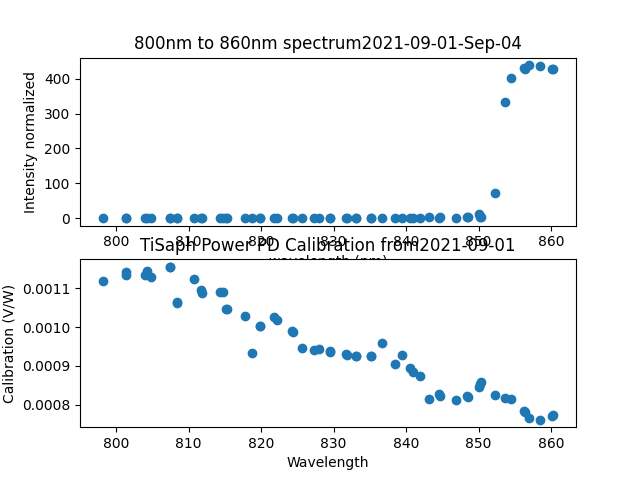 800nm to 860nm spectrum2021-09-01-Sep-04
Intensity normalized
400
300
200
100
0
800 810 820 830 840 850 860
wavelength (nm)
TiSaph Power PD Calibration from2021-09-01
Calibration (V/W)
0.0011
0.0010
0.0009
0.0008
800 810 820 830 840 850 860
Wavelength